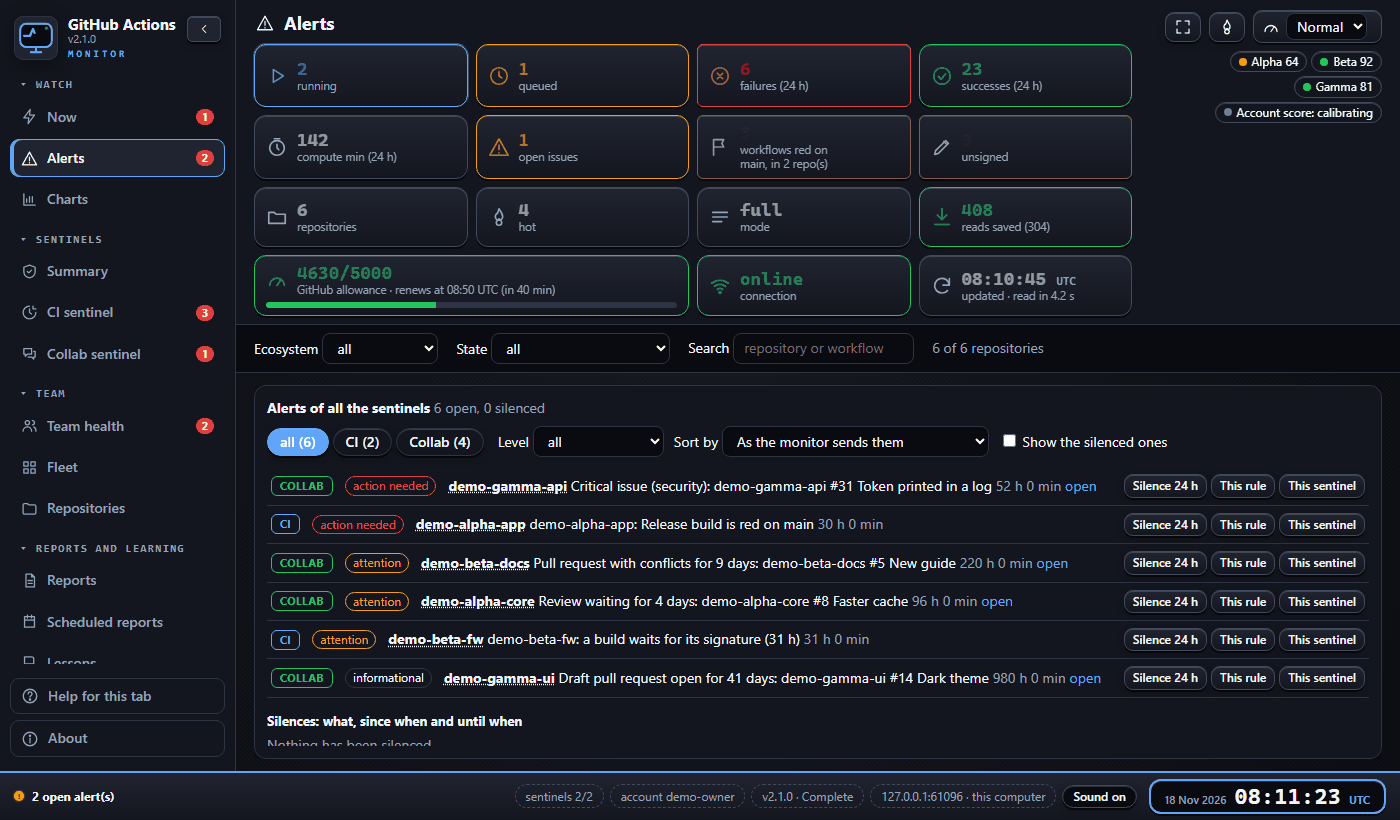 GitHub Actions
v2.1.0
MONITOR
WATCH
Now 1
Alerts 2
Charts
SENTINELS
Summary
CI sentinel 3
Collab sentinel 1
TEAM
Team health 2
Fleet
Repositories
REPORTS AND LEARNING
Reports
Scheduled reports
Lessons
Help for this tab
About
Alerts
Normal
Alpha 64
Beta 92
Gamma 81
Account score: calibrating
2
running
1
queued
6
failures (24 h)
23
successes (24 h)
142
compute min (24 h)
1
open issues
workflows red on
main, in 2 repo(s)
unsigned
6
repositories
4
hot
full
mode
408
reads saved (304)
4630/5000
GitHub allowance · renews at 08:50 UTC (in 40 min)
online
connection
08:10:45 UTC
updated · read in 4.2 s
Ecosystem all State all Search repository or workflow 6 of 6 repositories
Alerts of all the sentinels 6 open, 0 silenced
all (6) CI (2) Collab (4) Level all Sort by As the monitor sends them Show the silenced ones
COLLAB action needed demo-gamma-api Critical issue (security): demo-gamma-api #31 Token printed in a log 52 h 0 min open Silence 24 h This rule This sentinel
CI action needed demo-alpha-app demo-alpha-app: Release build is red on main 30 h 0 min Silence 24 h This rule This sentinel
COLLAB attention demo-beta-docs Pull request with conflicts for 9 days: demo-beta-docs #5 New guide 220 h 0 min open Silence 24 h This rule This sentinel
COLLAB attention demo-alpha-core Review waiting for 4 days: demo-alpha-core #8 Faster cache 96 h 0 min open Silence 24 h This rule This sentinel
CI attention demo-beta-fw demo-beta-fw: a build waits for its signature (31 h) 31 h 0 min Silence 24 h This rule This sentinel
COLLAB informational demo-gamma-ui Draft pull request open for 41 days: demo-gamma-ui #14 Dark theme 980 h 0 min open Silence 24 h This rule This sentinel
Silences: what, since when and until when
Nothing has been silenced
2 open alert(s)
sentinels 2/2
account demo-owner
v2.1.0 · Complete
127.0.0.1:61096 · this computer
Sound on
18 Nov 2026 08:11:23 UTC